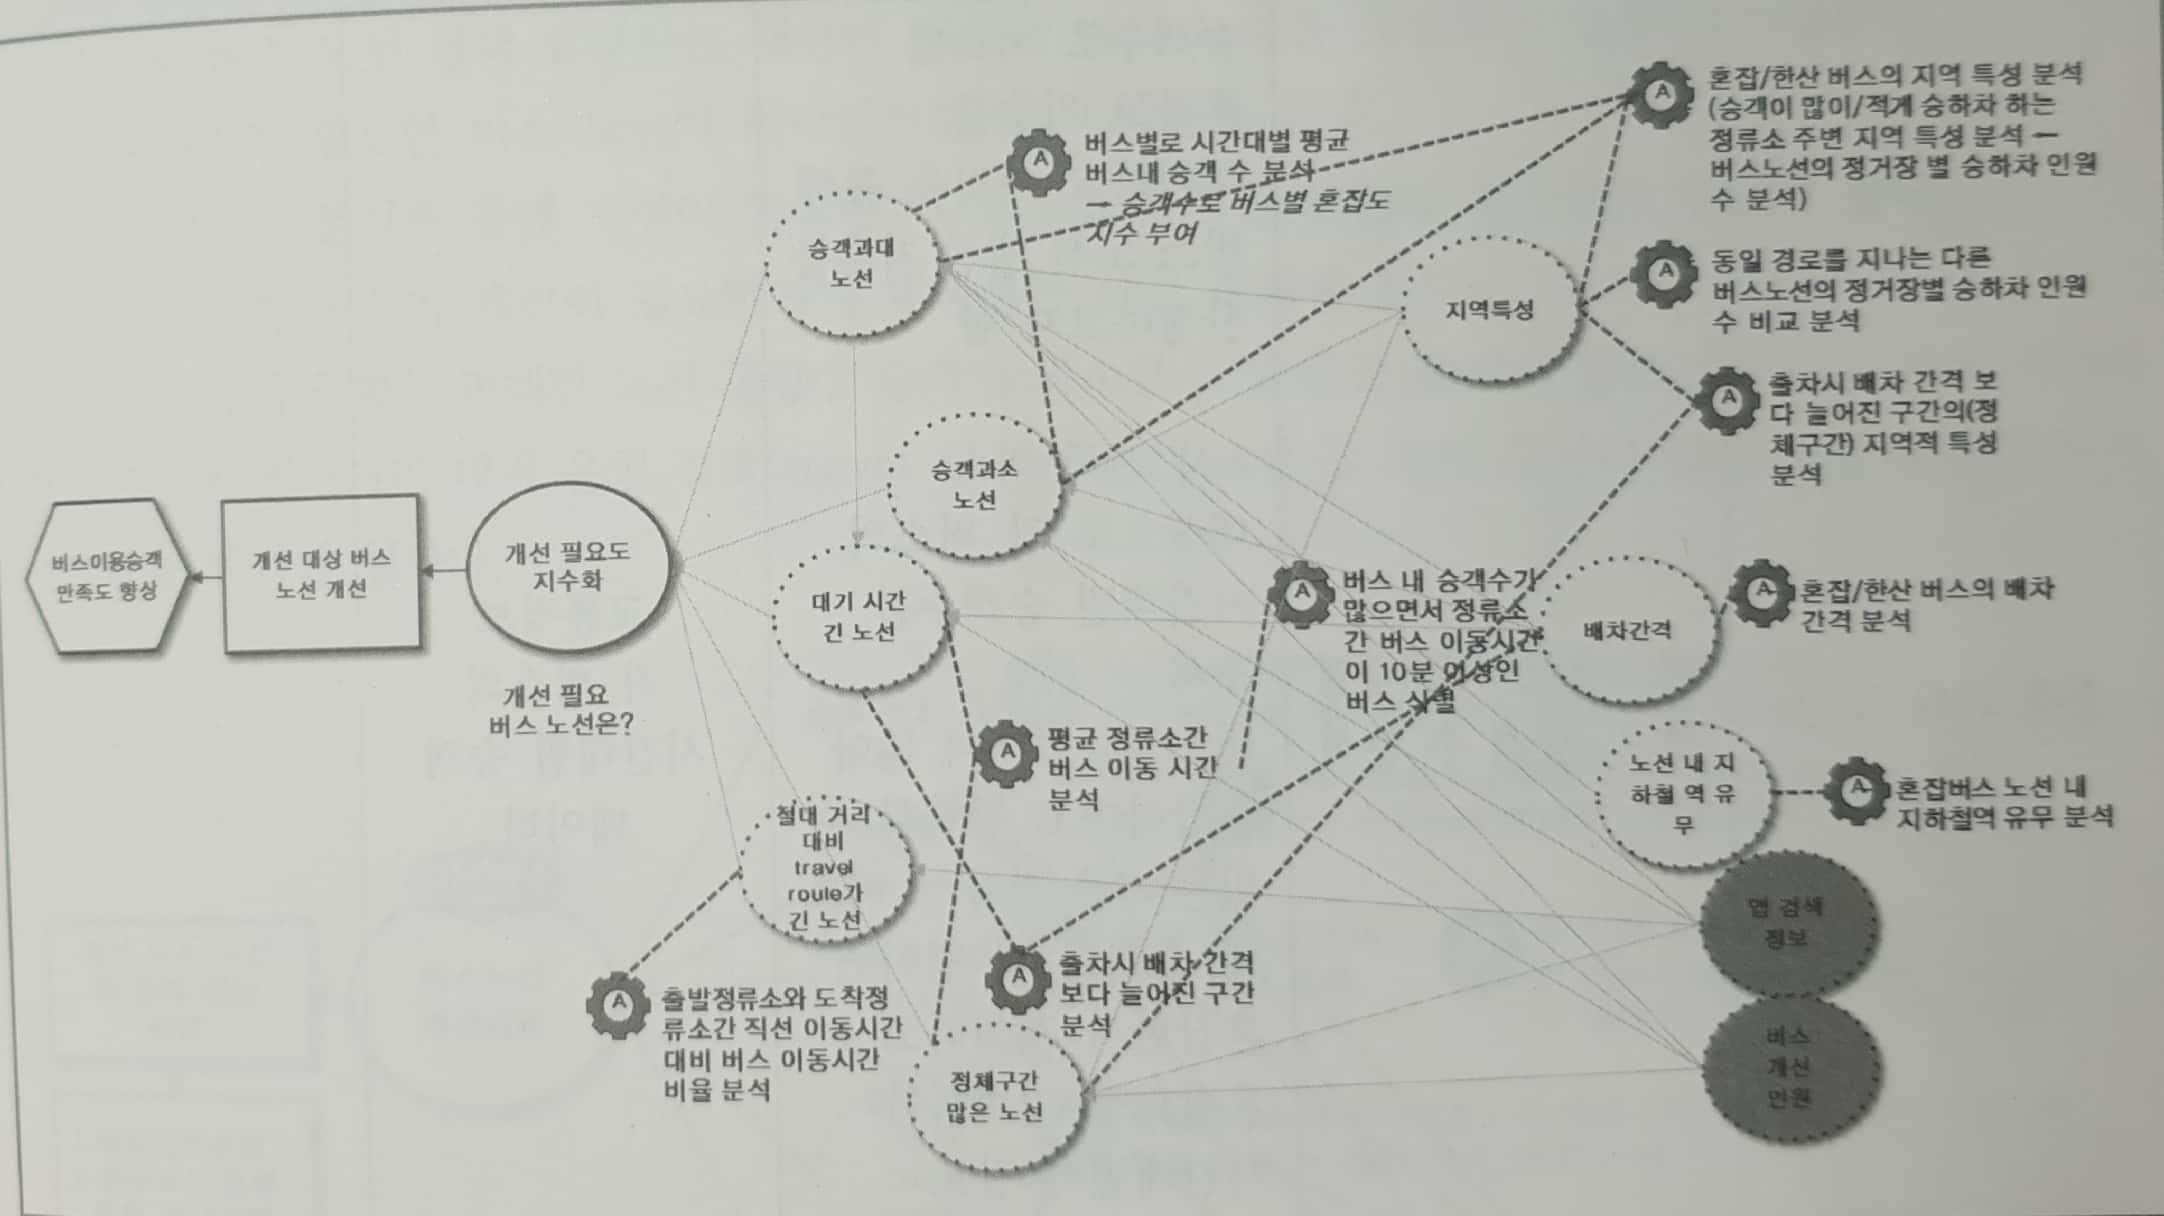 버스이용승객
만족도 향상
개선 대상 버스
노선 개선
개선 필요도
지수화
개선 필요
버스 노선은?
승객과대
노선
승객과소
노선
대기 시간
긴 노선
절대 거리
대비
travel
route가
긴 노선
정체구간
많은 노선
A
버스별로 시간대별 평균
버스내 승객 수 분석
→ 승객수로 버스별 혼잡도
지수 부여
A
평균 정류소간
버스 이동 시간
분석
A
출발정류소와 도착정
류소간 직선 이동시간
대비 버스 이동시간
비율 분석
A
출차시 배차 간격
보다 늘어진 구간
분석
A
버스 내 승객수가
많으면서 정류소
간 버스 이동시간
이 10분 이상인
버스 식별
지역특성
배차간격
노선 내 지
하철 역 유
무
맵 검색
정보
버스
개선
민원
A
혼잡/한산 버스의 지역 특성 분석
(승객이 많이/적게 승하차 하는
정류소 주변 지역 특성 분석 ←
버스노선의 정거장 별 승하차 인원
수 분석)
A
동일 경로를 지나는 다른
버스노선의 정거장별 승하차 인원
수 비교 분석
A
출차시 배차 간격 보
다 늘어진 구간의(정
체구간) 지역적 특성
분석
A
혼잡/한산 버스의 배차
간격 분석
A
혼잡버스 노선 내
지하철역 유무 분석